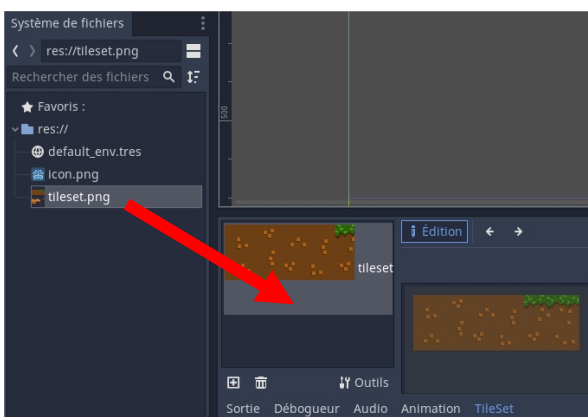 Système de fichiers
res://tileset.png
Rechercher des fichiers
Favoris :
res://
default_env.tres
icon.png
tileset.png
500
tileset
Édition
Outils
Sortie Débogueur Audio Animation TileSet